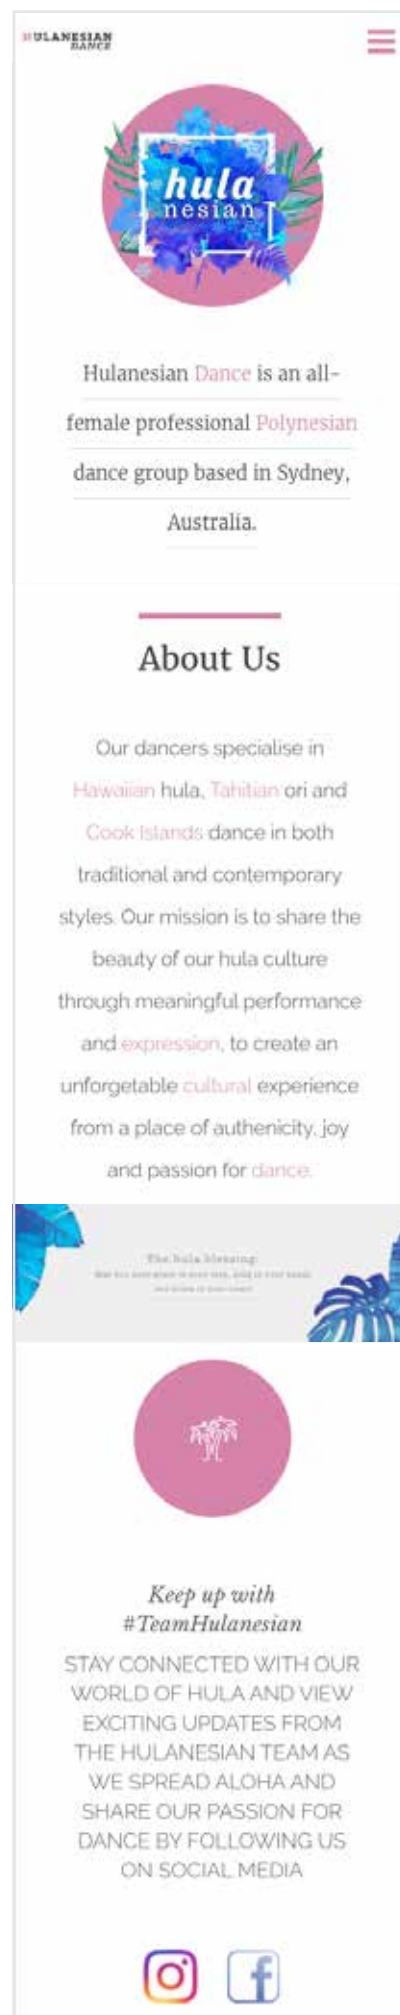 HULANESIAN
DANCE
hula
nesian
Hulanesian Dance is an all-
female professional Polynesian
dance group based in Sydney,
Australia.
About Us
Our dancers specialise in
Hawaiian hula, Tahitian ori and
Cook Islands dance in both
traditional and contemporary
styles. Our mission is to share the
beauty of our hula culture
through meaningful performance
and expression, to create an
unforgetable cultural experience
from a place of authenicity, joy
and passion for dance.
The hula blessing:
Keep up with
#TeamHulanesian
STAY CONNECTED WITH OUR
WORLD OF HULA AND VIEW
EXCITING UPDATES FROM
THE HULANESIAN TEAM AS
WE SPREAD ALOHA AND
SHARE OUR PASSION FOR
DANCE BY FOLLOWING US
ON SOCIAL MEDIA